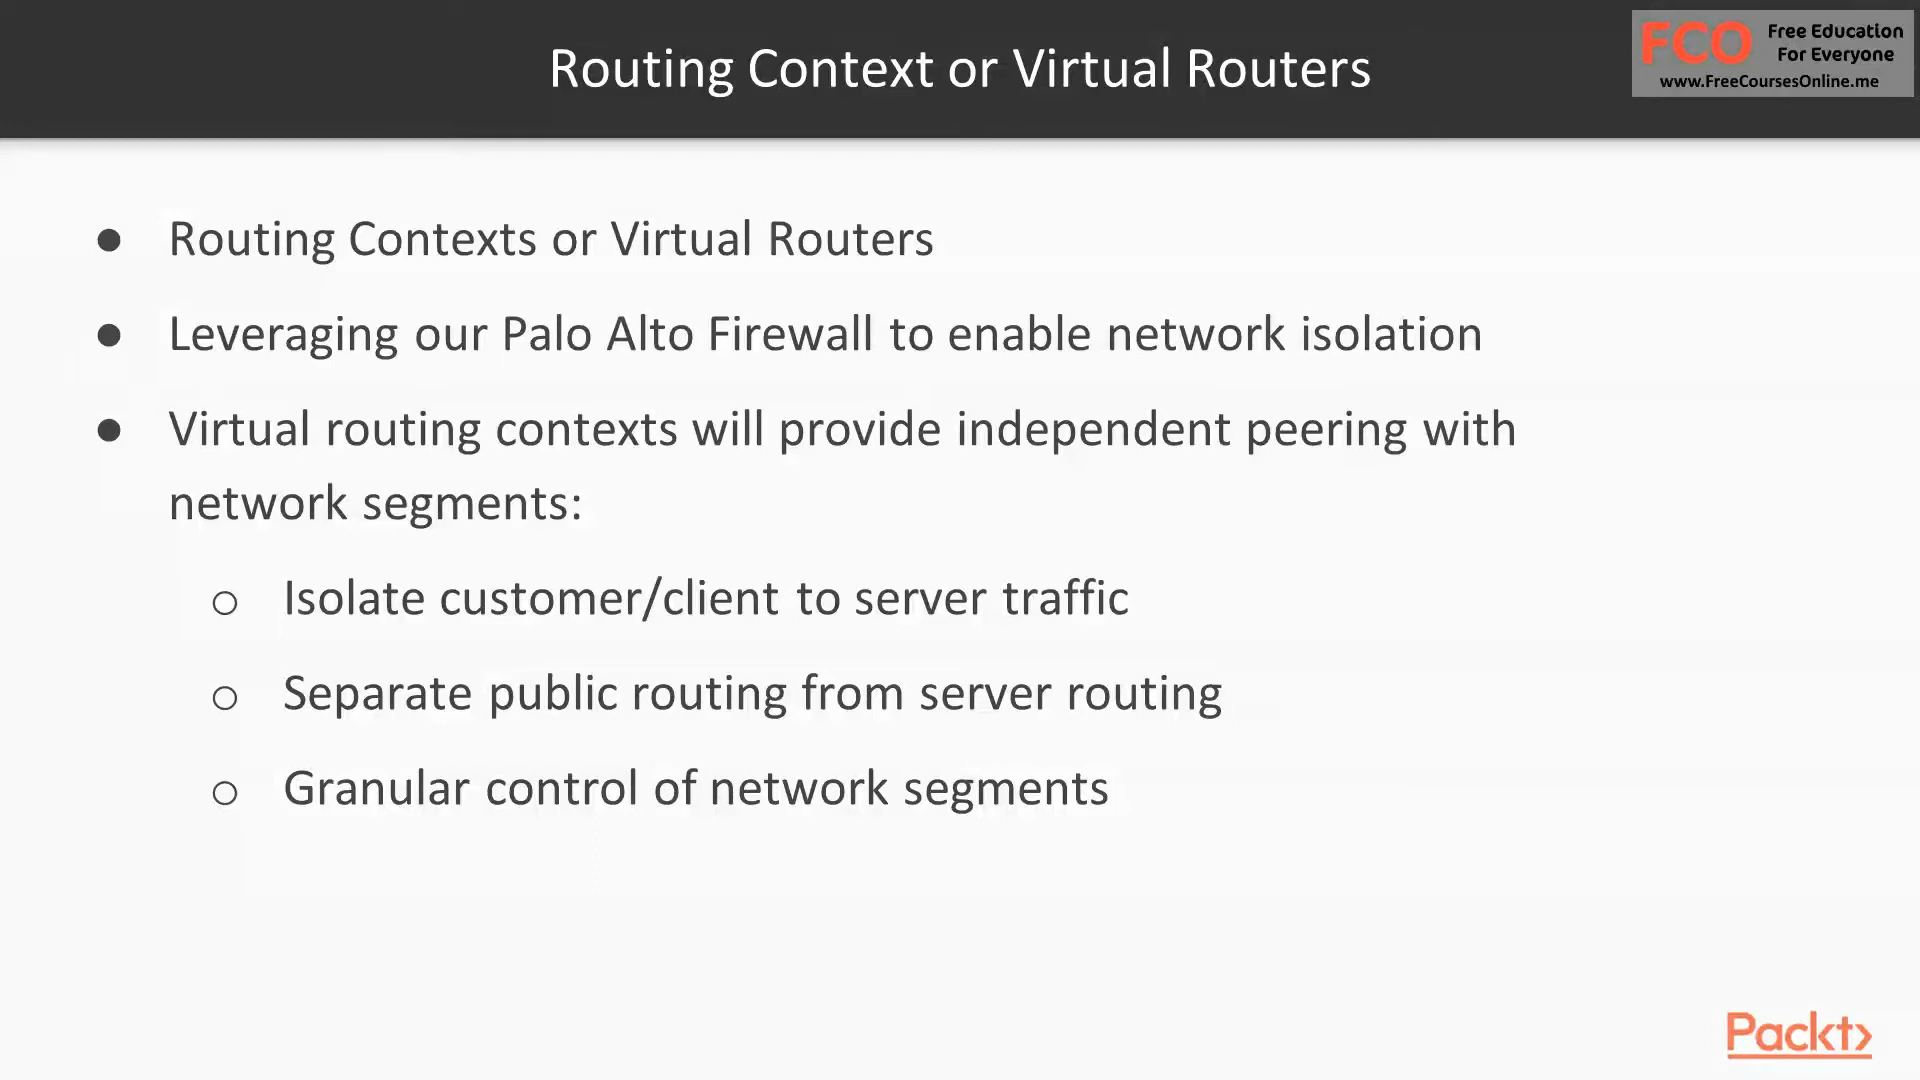 Routing Context or Virtual Routers
FCO Free Education
For Everyone
www.FreeCoursesOnline.me
● Routing Contexts or Virtual Routers
● Leveraging our Palo Alto Firewall to enable network isolation
● Virtual routing contexts will provide independent peering with
network segments:
○ Isolate customer/client to server traffic
○ Separate public routing from server routing
○ Granular control of network segments
Packt>